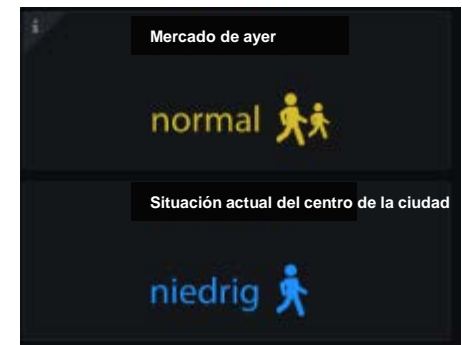 Mercado de ayer
normal
Situación actual del centro de la ciudad
niedrig